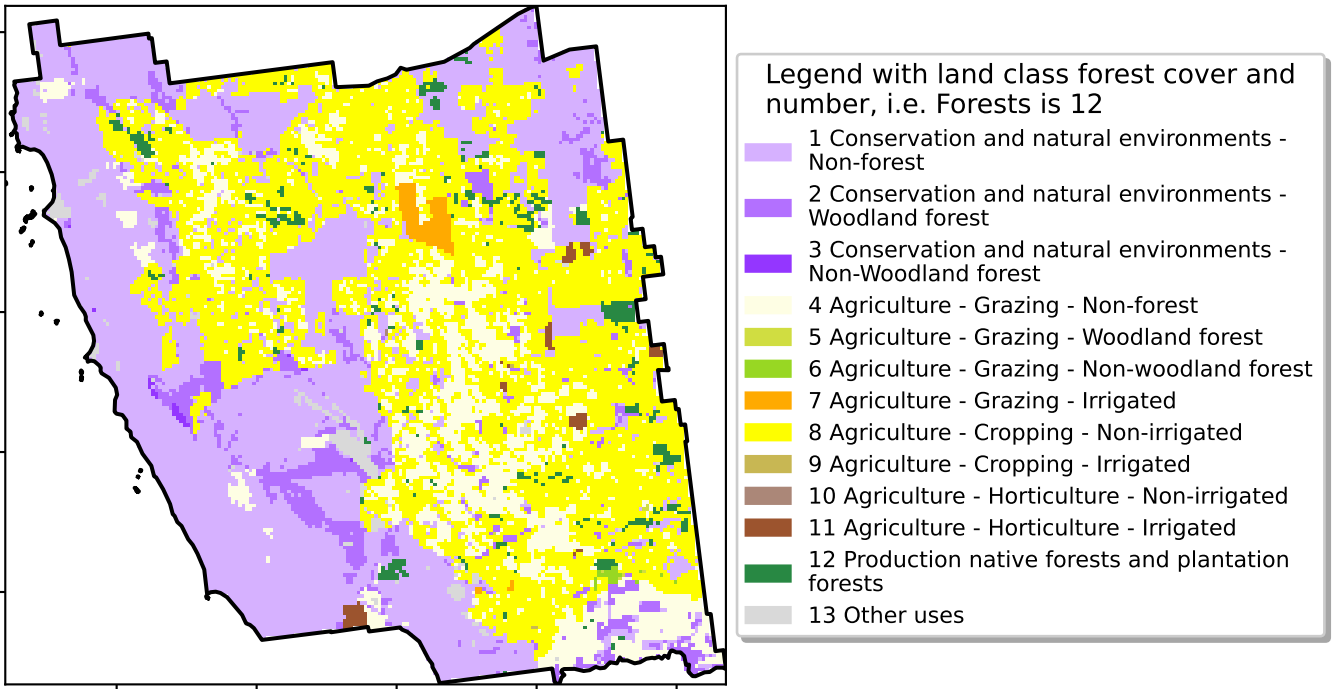 Legend with land class forest cover and
number, i.e. Forests is 12
1 Conservation and natural environments -
Non-forest
2 Conservation and natural environments -
Woodland forest
3 Conservation and natural environments -
Non-Woodland forest
4 Agriculture - Grazing - Non-forest
5 Agriculture - Grazing - Woodland forest
6 Agriculture - Grazing - Non-woodland forest
7 Agriculture - Grazing - Irrigated
8 Agriculture - Cropping - Non-irrigated
9 Agriculture - Cropping - Irrigated
10 Agriculture - Horticulture - Non-irrigated
11 Agriculture - Horticulture - Irrigated
12 Production native forests and plantation
forests
13 Other uses